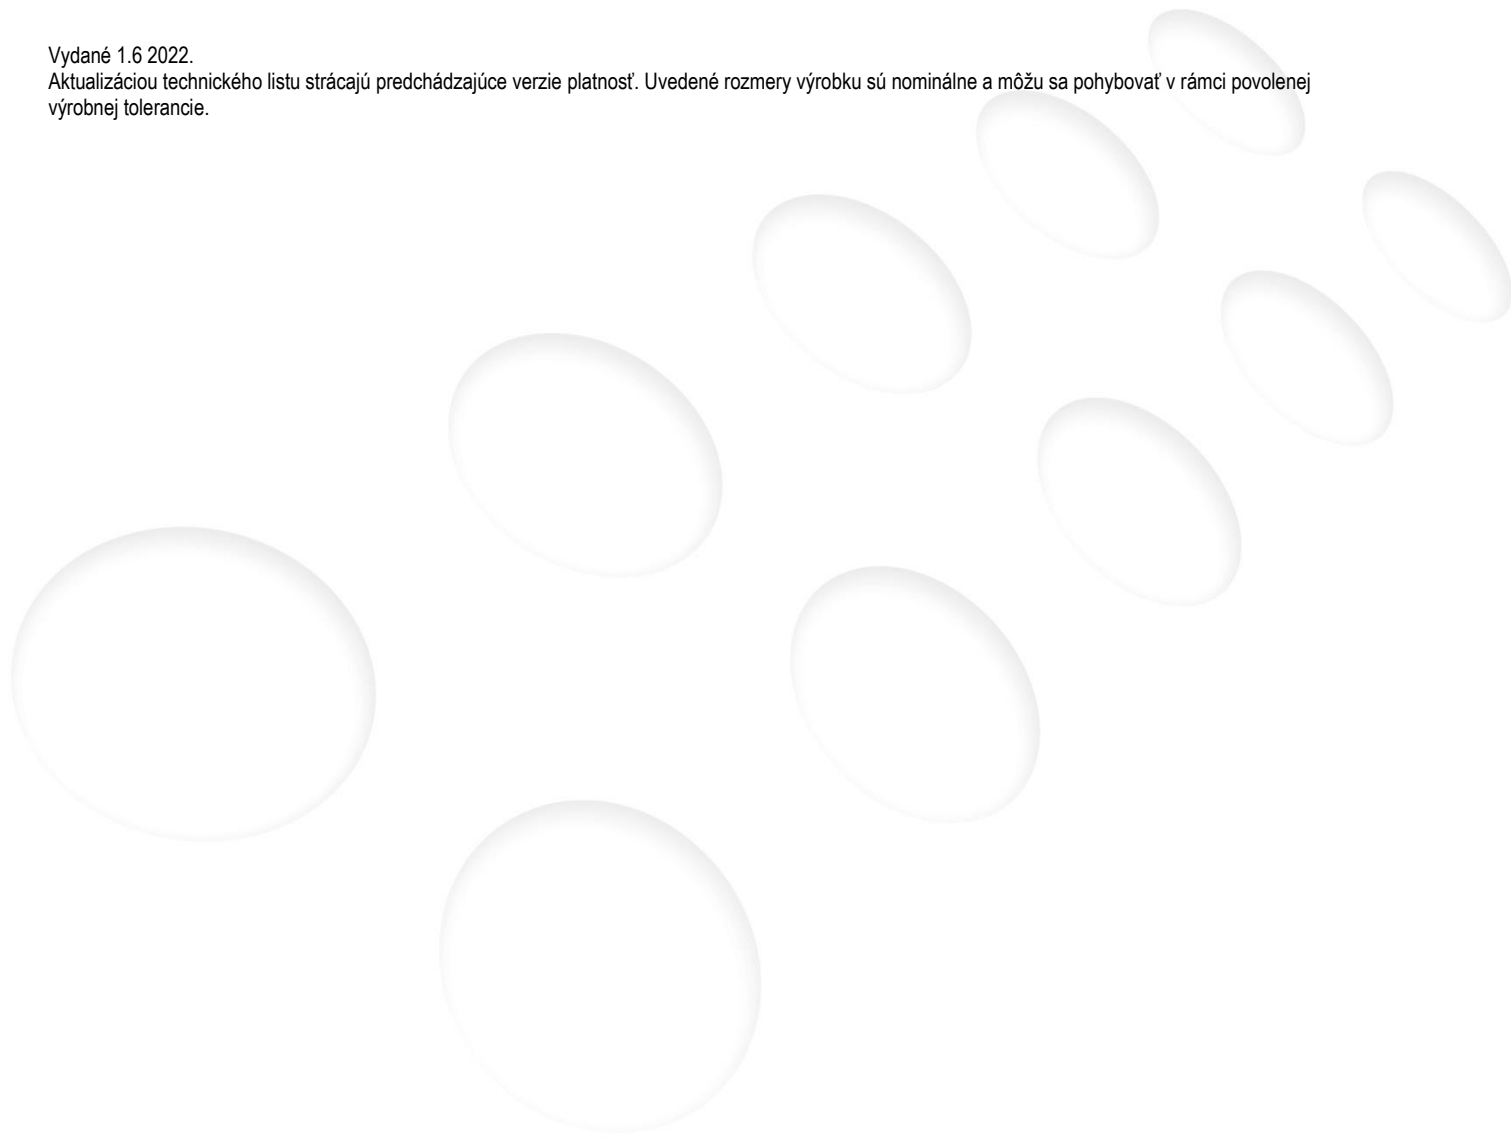 Vydané 1.6 2022.
Aktualizáciou technického listu strácajú predchádzajúce verzie platnosť. Uvedené rozmery výrobku sú nominálne a môžu sa pohybovať v rámci povolenej
výrobnej tolerancie.